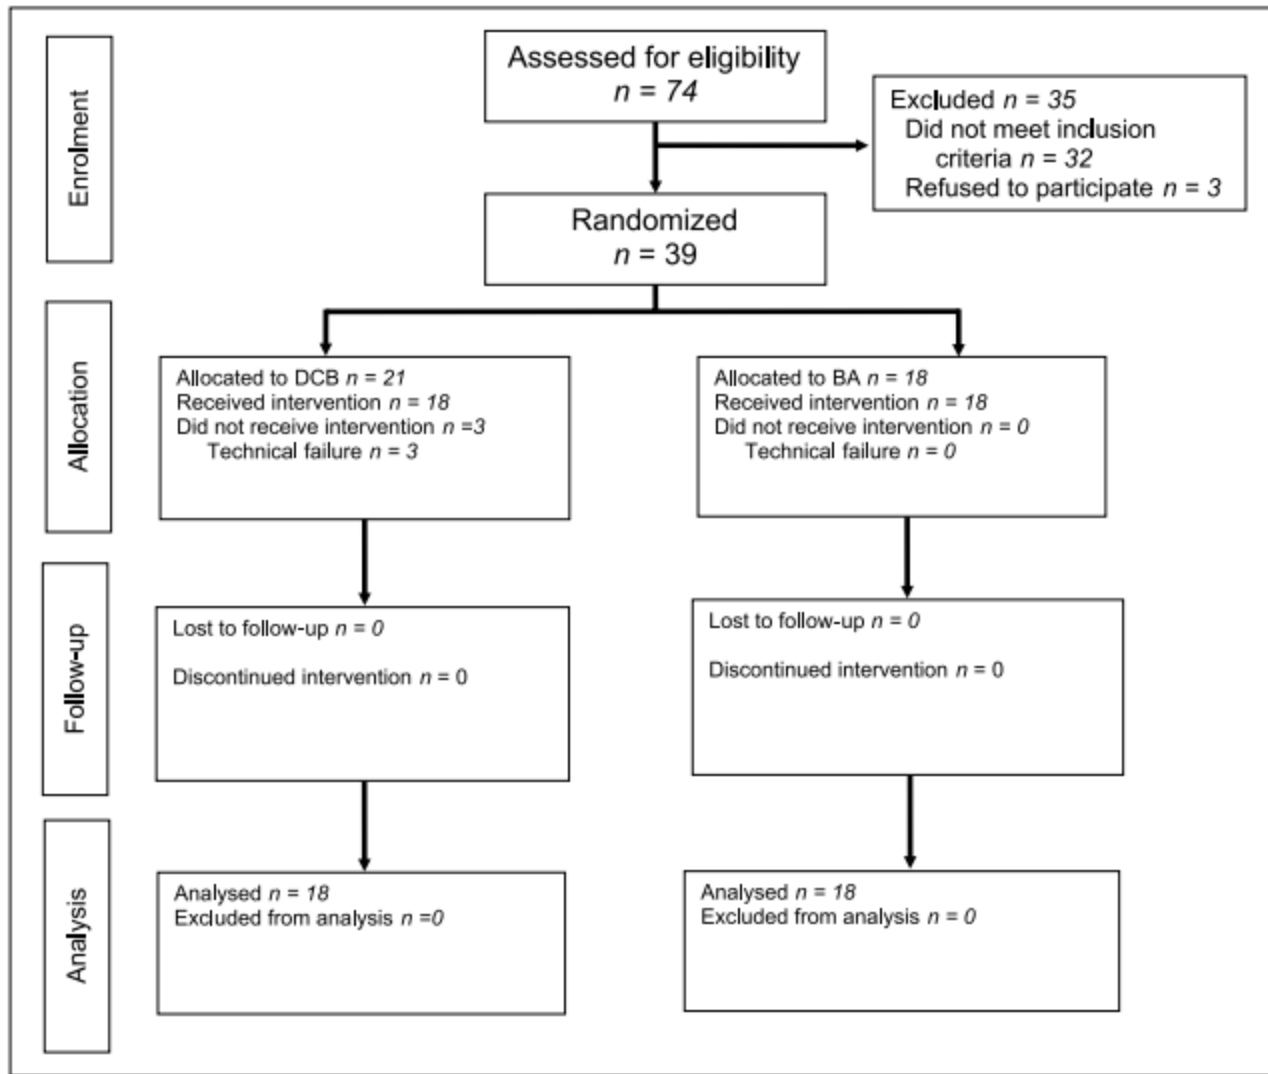 Enrolment
Assessed for eligibility
n = 74
Excluded n = 35
Did not meet inclusion
criteria n = 32
Refused to participate n = 3
Randomized
n = 39
Allocation
Allocated to DCB n = 21
Received intervention n = 18
Did not receive intervention n =3
Technical failure n = 3
Allocated to BA n = 18
Received intervention n = 18
Did not receive intervention n = 0
Technical failure n = 0
Follow-up
Lost to follow-up n = 0
Discontinued intervention n = 0
Lost to follow-up n = 0
Discontinued intervention n = 0
Analysis
Analysed n = 18
Excluded from analysis n =0
Analysed n = 18
Excluded from analysis n = 0